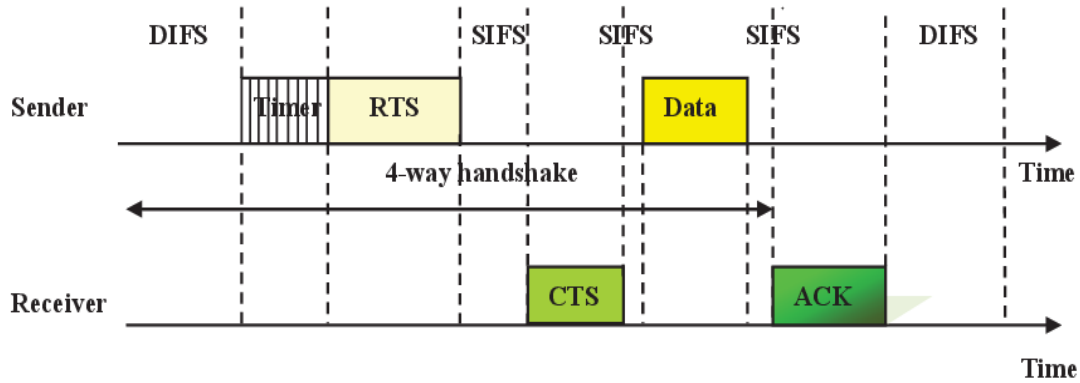 DIFS SIFS SIFS SIFS DIFS
Sender Timer RTS Data
4-way handshake Time
Receiver CTS ACK
Time